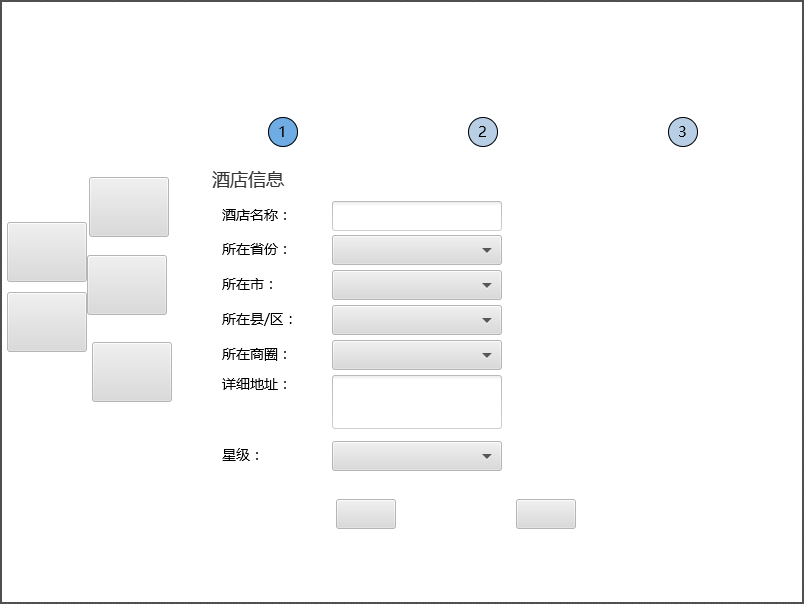 1 2 3
酒店信息
酒店名称：
所在省份：
所在市：
所在县/区：
所在商圈：
详细地址：
星级：